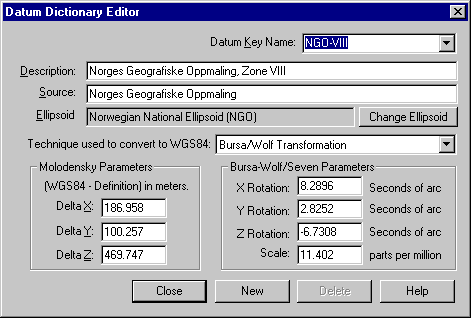 Datum Dictionary Editor
Datum Key Name: NGO-VIII
Description: Norges Geografiske Oppmaling, Zone VIII
Source: Norges Geografiske Oppmaling
Ellipsoid Norwegian National Ellipsoid (NGO) Change Ellipsoid
Technique used to convert to WGS84: Bursa/Wolf Transformation
Molodensky Parameters
(WGS84 - Definition) in meters.
Delta X: 186.958
Delta Y: 100.257
Delta Z: 469.747
Bursa-Wolf/Seven Parameters
X Rotation: 8.2896 Seconds of arc
Y Rotation: 2.8252 Seconds of arc
Z Rotation: -6.7308 Seconds of arc
Scale: 11.402 parts per million
Close New Delete Help